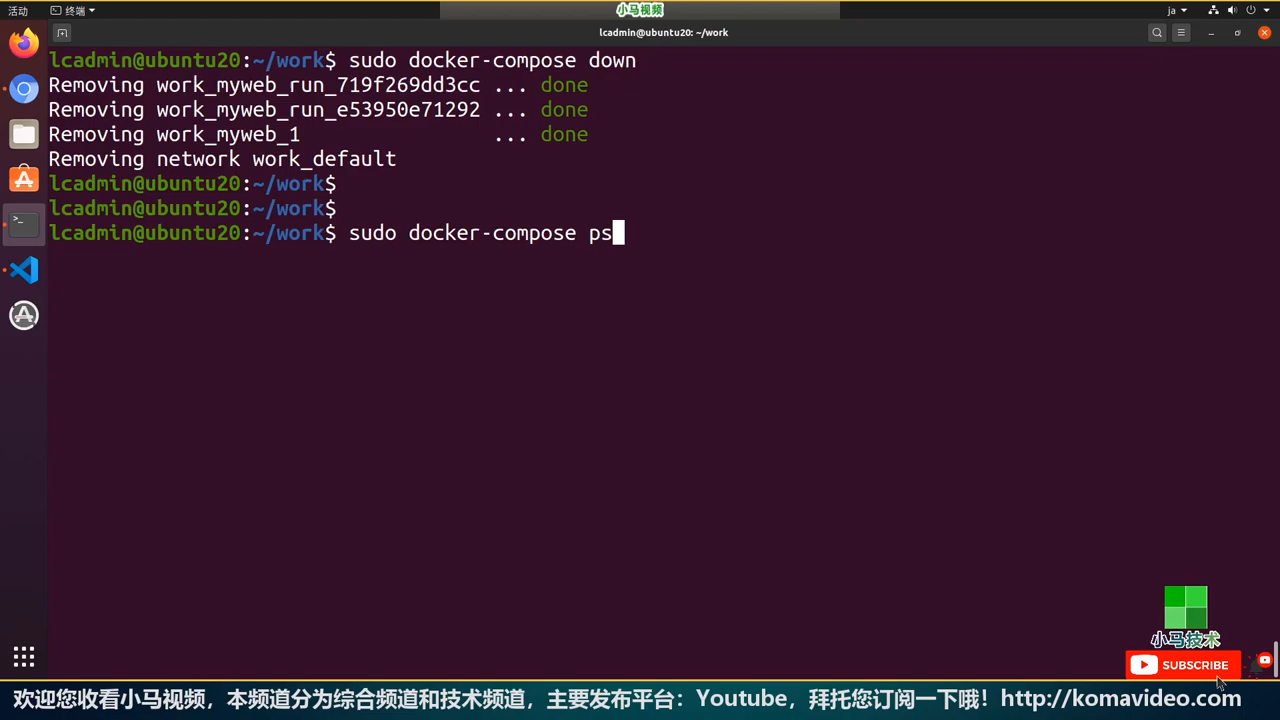 活动
终端
小马视频
ja
lcadmin@ubuntu20: ~/work
lcadmin@ubuntu20:~/work$ sudo docker-compose down
Removing work_myweb_run_719f269dd3cc ... done
Removing work_myweb_run_e53950e71292 ... done
Removing work_myweb_1 ... done
Removing network work_default
lcadmin@ubuntu20:~/work$
lcadmin@ubuntu20:~/work$
lcadmin@ubuntu20:~/work$ sudo docker-compose ps
小马技术
SUBSCRIBE
欢迎您收看小马视频，本频道分为综合频道和技术频道，主要发布平台：Youtube，拜托您订阅一下哦！http://komavideo.com